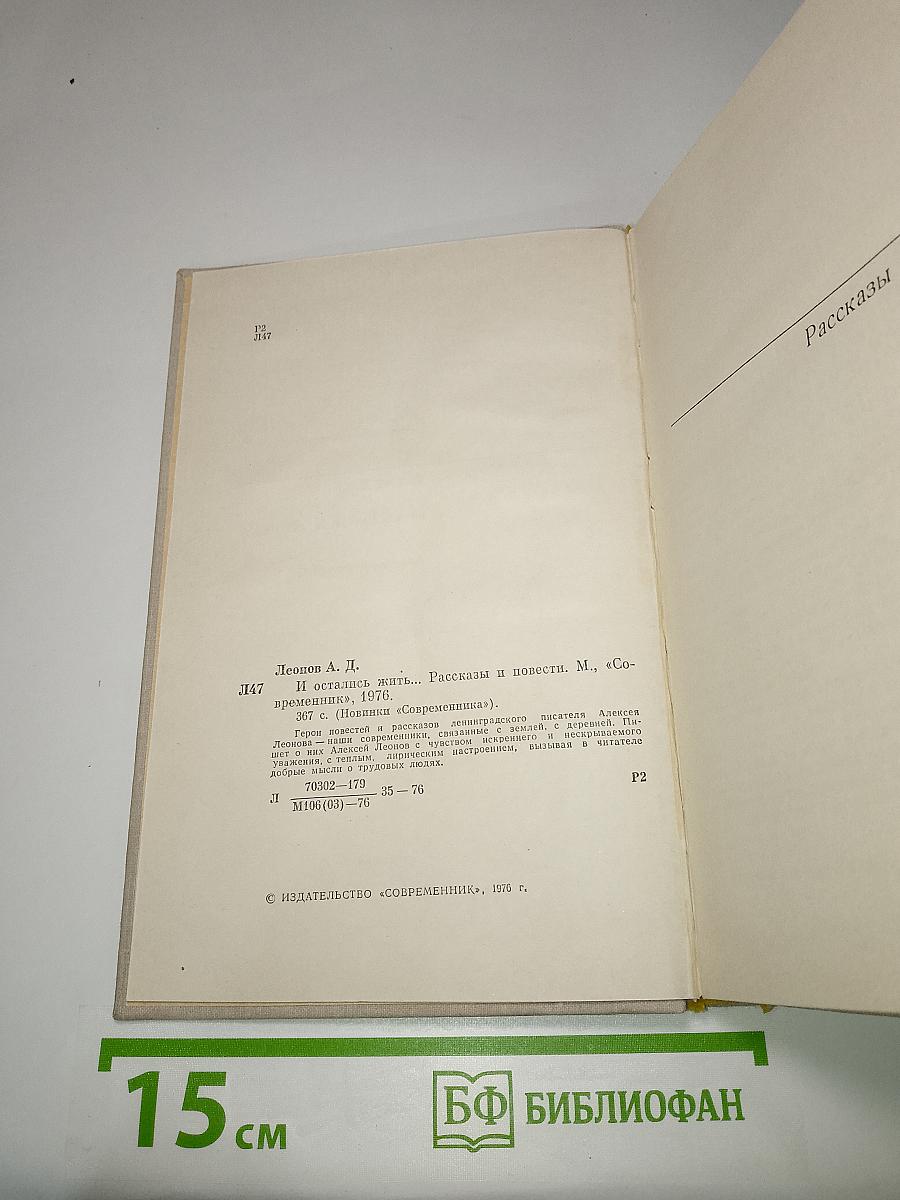 Р2
Л47
Леонов А. Д.
Л47 И остались жить... Рассказы и повести. М., «Со-
временник», 1976.
367 с. (Новинки «Современника»).
Герои повестей и рассказов ленинградского писателя Алексея
Леонова — наши современники, связанные с землей, с деревней. Пи-
шет о них Алексей Леонов с чувством искреннего и нескрываемого
уважения, с теплым, лирическим настроением, вызывая в читателе
добрые мысли о трудовых людях.
Л 70302—179
М106(03)—76 35 — 76
Р2
© ИЗДАТЕЛЬСТВО «СОВРЕМЕННИК», 1976 г.
Рассказы
15 см
БФ БИБЛИОФАН